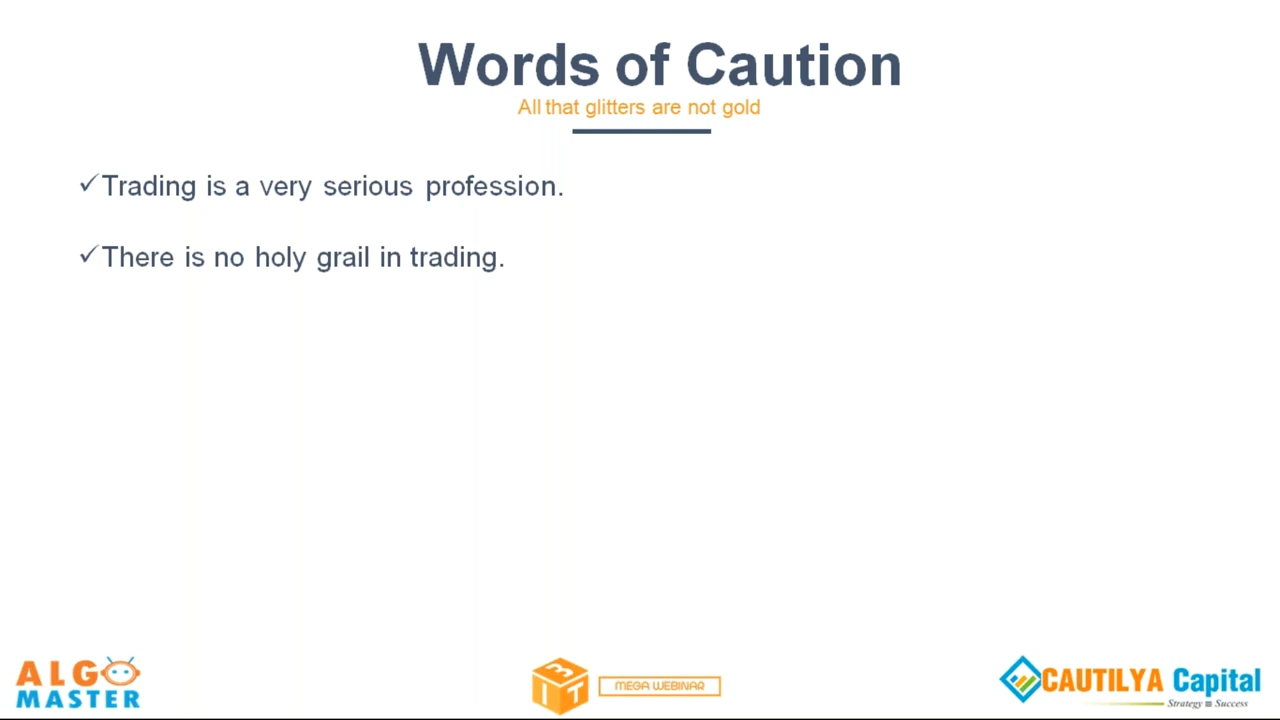 Words of Caution
All that glitters are not gold
✓Trading is a very serious profession.
✓There is no holy grail in trading.
ALGO
MASTER
BIT
MEGA WEBINAR
CAUTILYA Capital
Strategy = Success